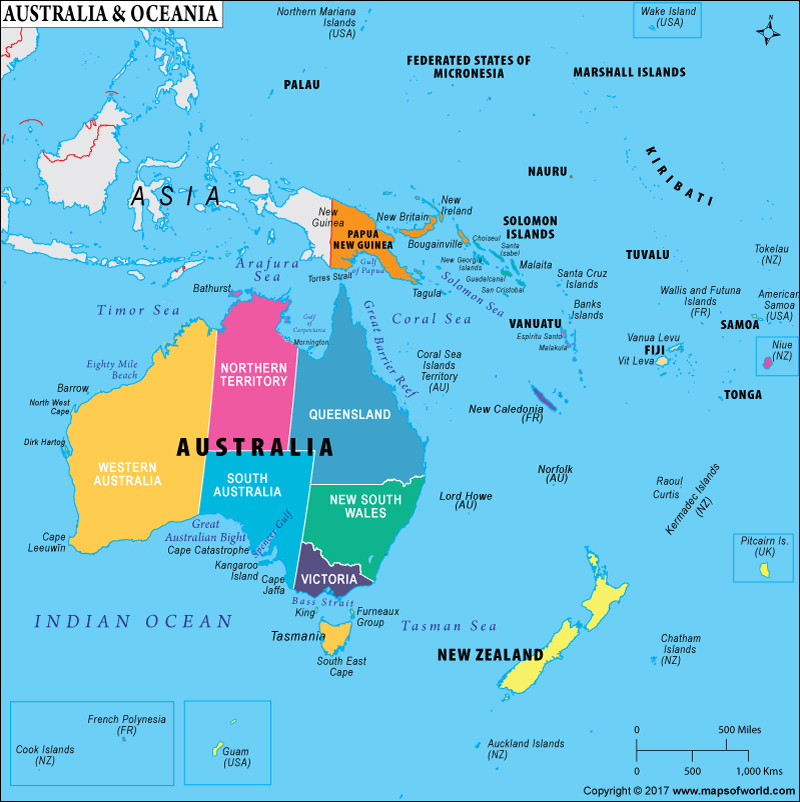 AUSTRALIA & OCEANIA
Northern Mariana
Islands
(USA)
Wake Island
(USA)
N
PALAU
FEDERATED STATES OF
MICRONESIA
MARSHALL ISLANDS
NAURU
KIRIBATI
ASIA
New
Guinea
PAPUA
NEW GUINEA
New Britain
New
Ireland
Bougainville
SOLOMON
ISLANDS
Choiseul
Santa
Isabel
New Georgia
Islands
Malaita
Guadalcanal
San Cristobal
Solomon Sea
Gulf
of Papua
Torres Strait
Tagula
Santa Cruz
Islands
Banks
Islands
TUVALU
Tokelau
(NZ)
Wallis and Futuna
Islands
(FR)
American
Samoa
(USA)
SAMOA
Arafura
Sea
Bathurst
Timor Sea
Gulf
of
Carpentaria
Mornington
Great Barrier Reef
Coral Sea
Coral Sea
Islands
Territory
(AU)
VANUATU
Espiritu Santo
Malakula
Vanua Levu
FIJI
Vit Leva
Niue
(NZ)
TONGA
Eighty Mile
Beach
Barrow
North West
Cape
Dirk Hartog
NORTHERN
TERRITORY
QUEENSLAND
New Caledonia
(FR)
AUSTRALIA
WESTERN
AUSTRALIA
SOUTH
AUSTRALIA
NEW SOUTH
WALES
Lord Howe
(AU)
Norfolk
(AU)
Raoul
Curtis
Kermadec Islands
(NZ)
Cape
Leeuwin
Great
Australian Bight
Cape Catastrophe
Spencer Gulf
Kangaroo
Island
Cape
Jaffa
VICTORIA
Pitcairn Is.
(UK)
Bass Strait
King
Furneaux
Group
INDIAN OCEAN
Tasmania
South East
Cape
Tasman Sea
NEW ZEALAND
Chatham
Islands
(NZ)
French Polynesia
(FR)
Cook Islands
(NZ)
Guam
(USA)
Auckland Islands
(NZ)
0
500 Miles
0
500
1,000 Kms
Copyright © 2017 www.mapsofworld.com